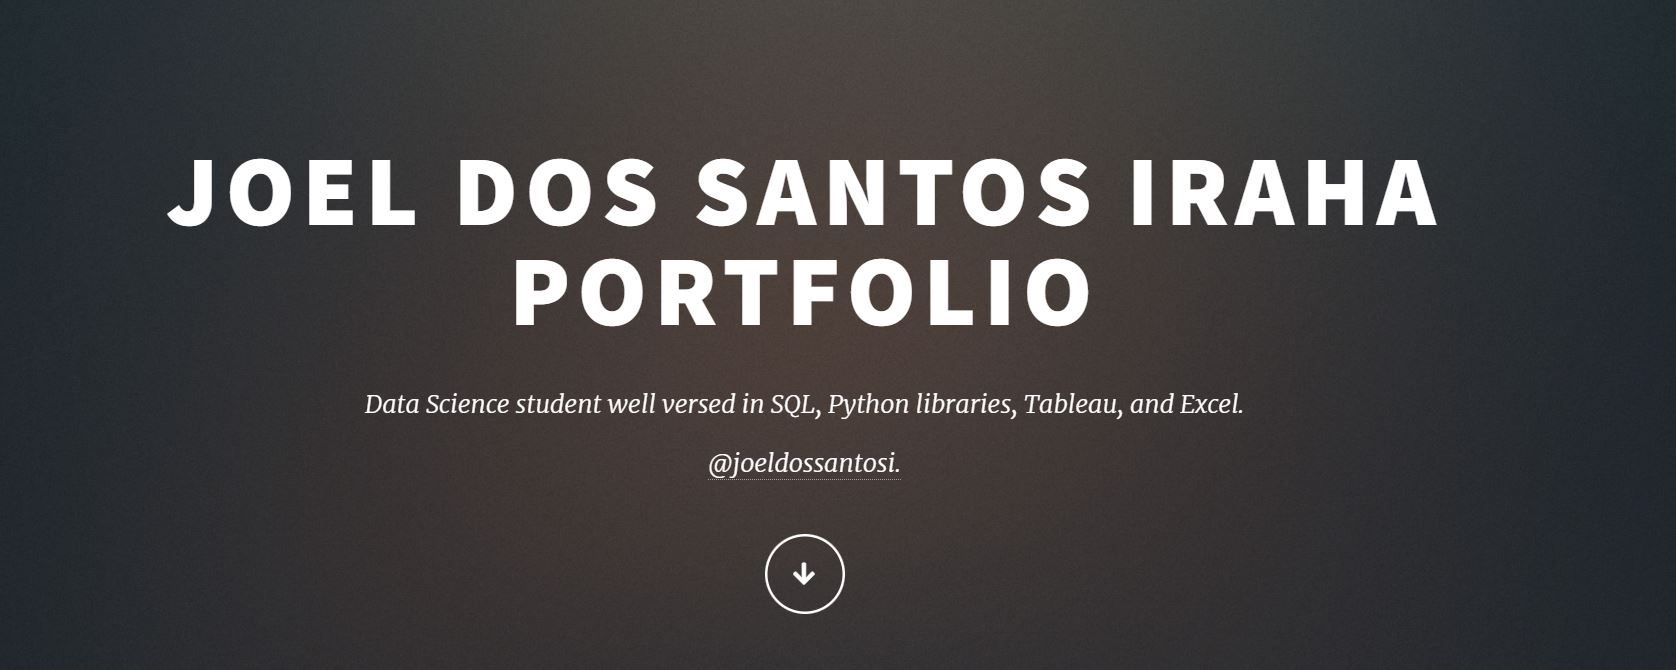 JOEL DOS SANTOS IRAHA
PORTFOLIO
Data Science student well versed in SQL, Python libraries, Tableau, and Excel.
@joeldossantosi.